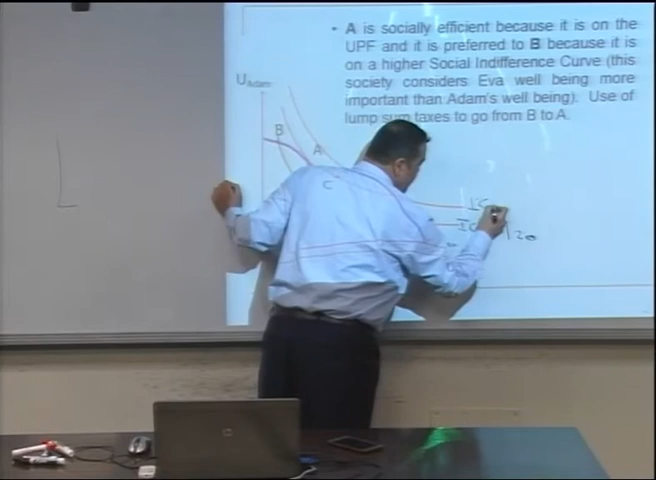 • A is socially efficient because it is on the
UPF and it is preferred to B because it is
on a higher Social Indifference Curve (this
society considers Eva well being more
important than Adam's well being). Use of
lump sum taxes to go from B to A.
U Adam
B
A
C
IC
IC
20